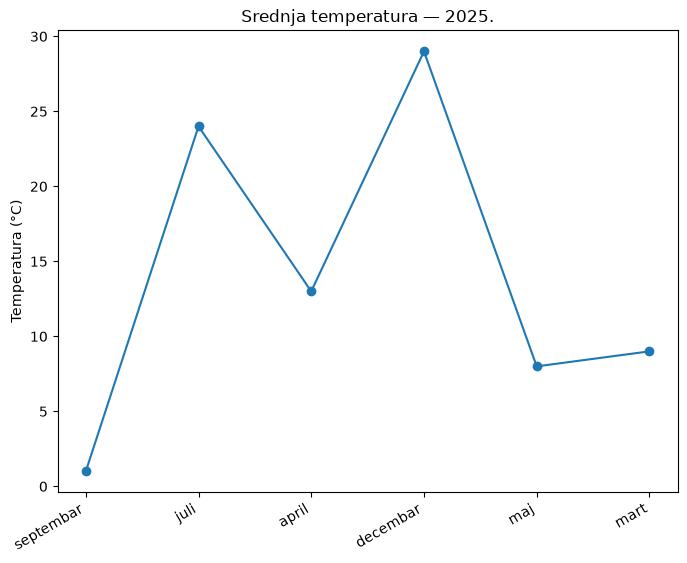 Srednja temperatura — 2025.
Temperatura (°C)
30
25
20
15
10
5
0
septembar
juli
april
decembar
maj
mart